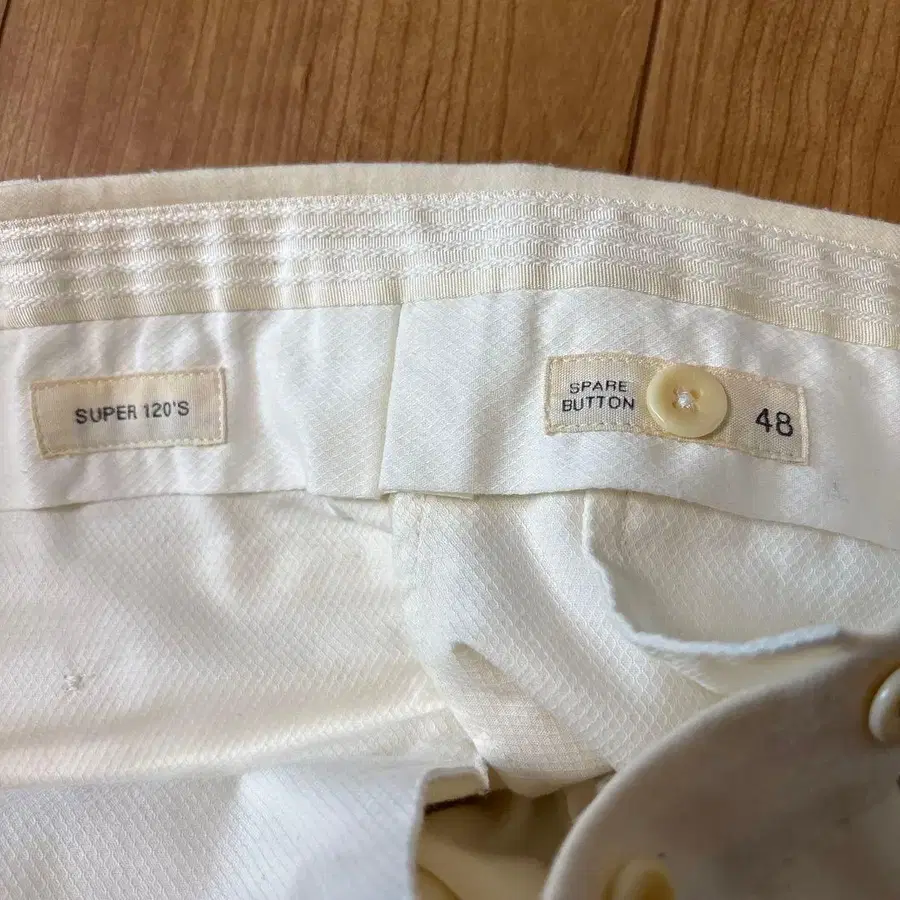 SUPER 120'S
SPARE
BUTTON
48